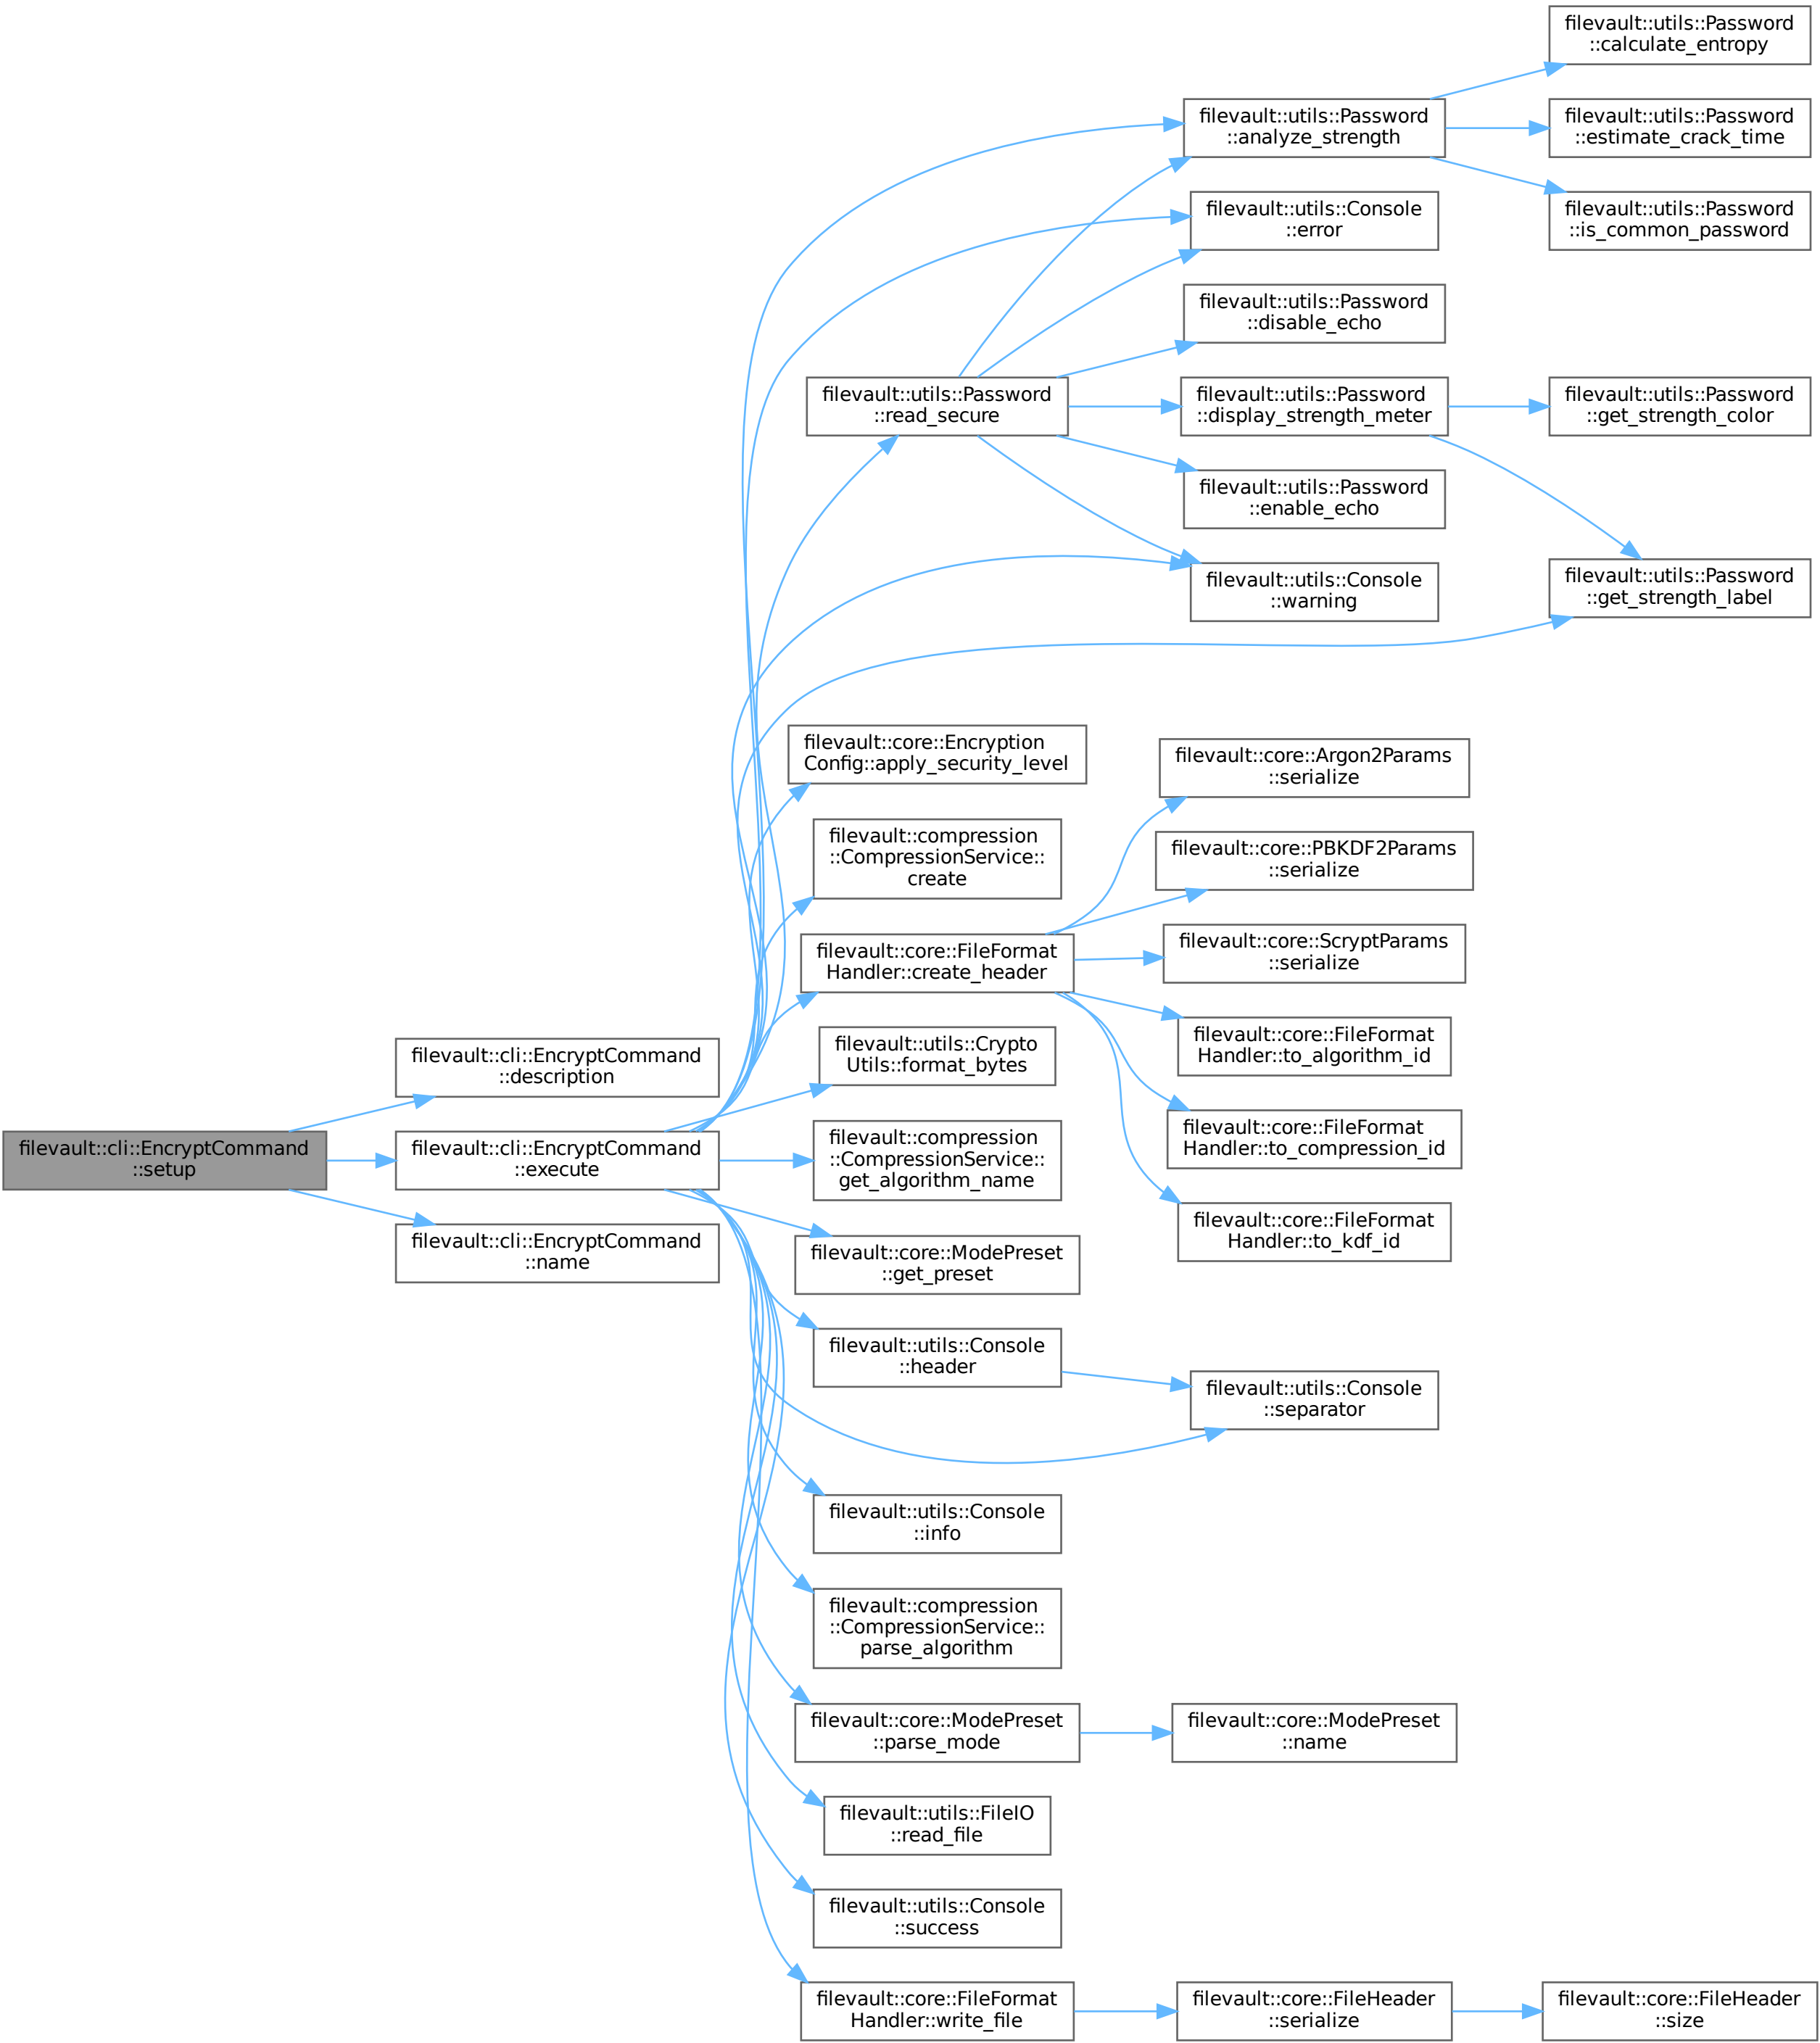 filevault::utils::Password
::calculate_entropy
filevault::utils::Password
::analyze_strength
filevault::utils::Password
::estimate_crack_time
filevault::utils::Password
::is_common_password
filevault::utils::Console
::error
filevault::utils::Password
::disable_echo
filevault::utils::Password
::read_secure
filevault::utils::Password
::display_strength_meter
filevault::utils::Password
::get_strength_color
filevault::utils::Password
::enable_echo
filevault::utils::Console
::warning
filevault::utils::Password
::get_strength_label
filevault::core::Encryption
Config::apply_security_level
filevault::core::Argon2Params
::serialize
filevault::compression
::CompressionService::
create
filevault::core::PBKDF2Params
::serialize
filevault::core::FileFormat
Handler::create_header
filevault::core::ScryptParams
::serialize
filevault::core::FileFormat
Handler::to_algorithm_id
filevault::utils::Crypto
Utils::format_bytes
filevault::cli::EncryptCommand
::description
filevault::core::FileFormat
Handler::to_compression_id
filevault::cli::EncryptCommand
::setup
filevault::cli::EncryptCommand
::execute
filevault::compression
::CompressionService::
get_algorithm_name
filevault::core::FileFormat
Handler::to_kdf_id
filevault::cli::EncryptCommand
::name
filevault::core::ModePreset
::get_preset
filevault::utils::Console
::header
filevault::utils::Console
::separator
filevault::utils::Console
::info
filevault::compression
::CompressionService::
parse_algorithm
filevault::core::ModePreset
::parse_mode
filevault::core::ModePreset
::name
filevault::utils::FileIO
::read_file
filevault::utils::Console
::success
filevault::core::FileFormat
Handler::write_file
filevault::core::FileHeader
::serialize
filevault::core::FileHeader
::size